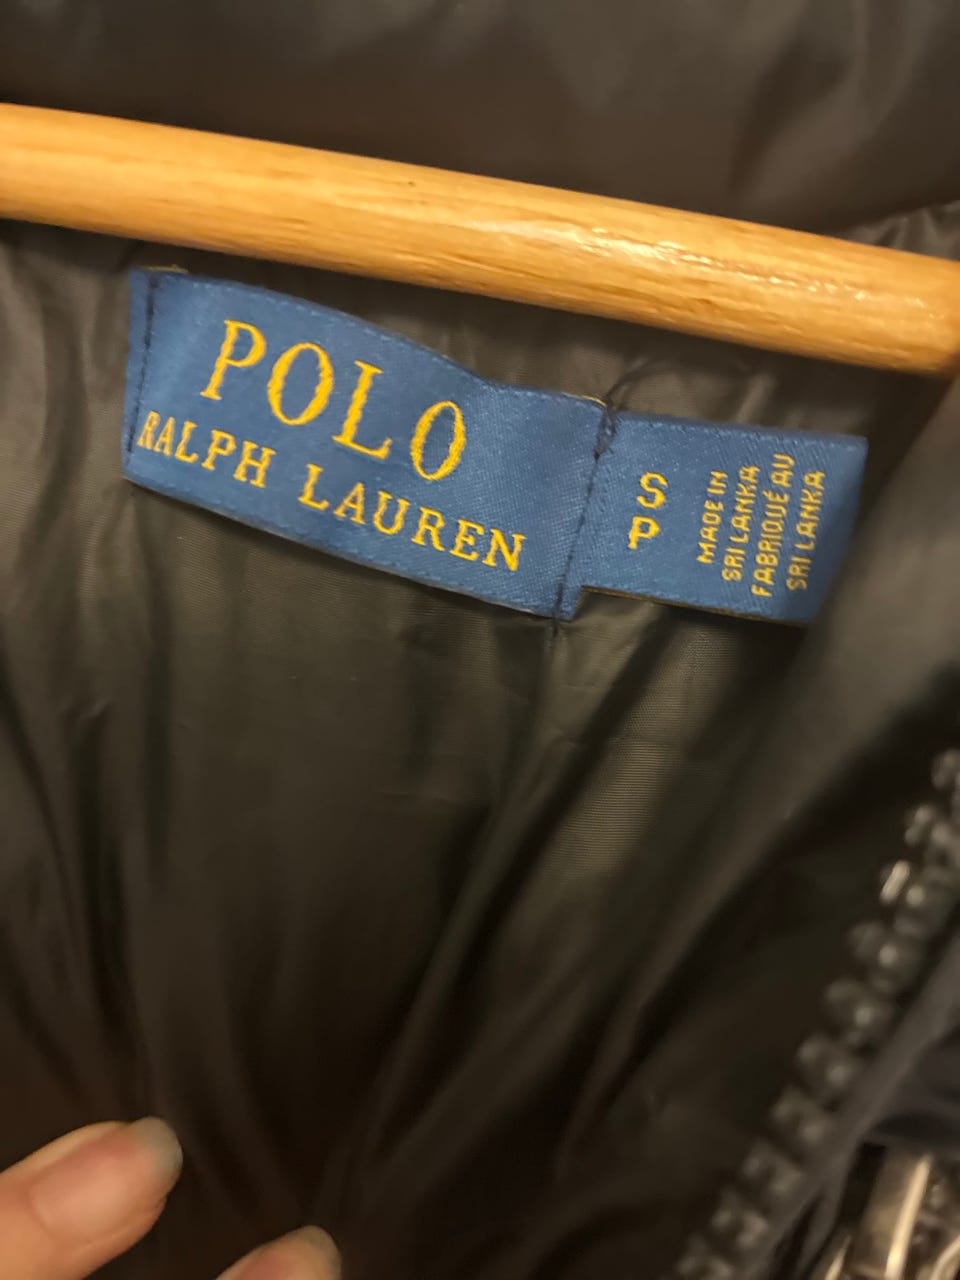 POLO
RALPH LAUREN
S
P
MADE IN
SRI LANKA
FABRIQUÉ AU
SRI LANKA